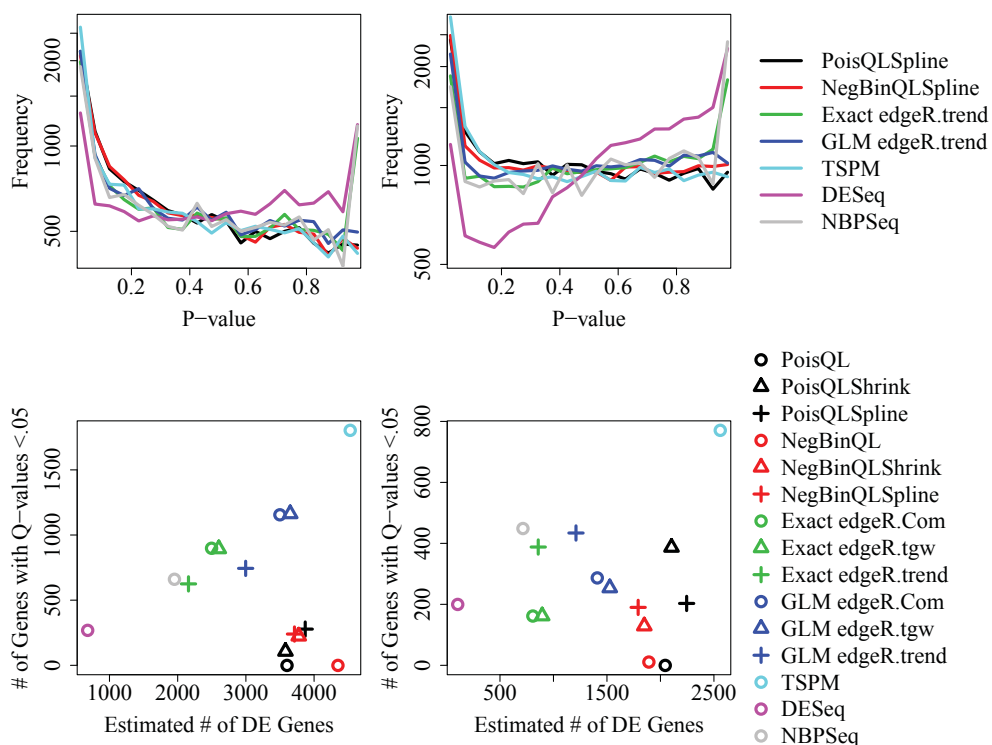 Frequency
500
1000
2000
0.2
0.4
0.6
0.8
P−value
Frequency
500
1000
2000
0.2
0.4
0.6
0.8
P−value
PoisQLSpline
NegBinQLSpline
Exact edgeR.trend
GLM edgeR.trend
TSPM
DESeq
NBPSeq
# of Genes with Q−values <.05
0
500
1000
1500
1000
2000
3000
4000
Estimated # of DE Genes
# of Genes with Q−values <.05
0
200
400
600
800
500
1500
2500
Estimated # of DE Genes
PoisQL
PoisQLShrink
PoisQLSpline
NegBinQL
NegBinQLShrink
NegBinQLSpline
Exact edgeR.Com
Exact edgeR.tgw
Exact edgeR.trend
GLM edgeR.Com
GLM edgeR.tgw
GLM edgeR.trend
TSPM
DESeq
NBPSeq